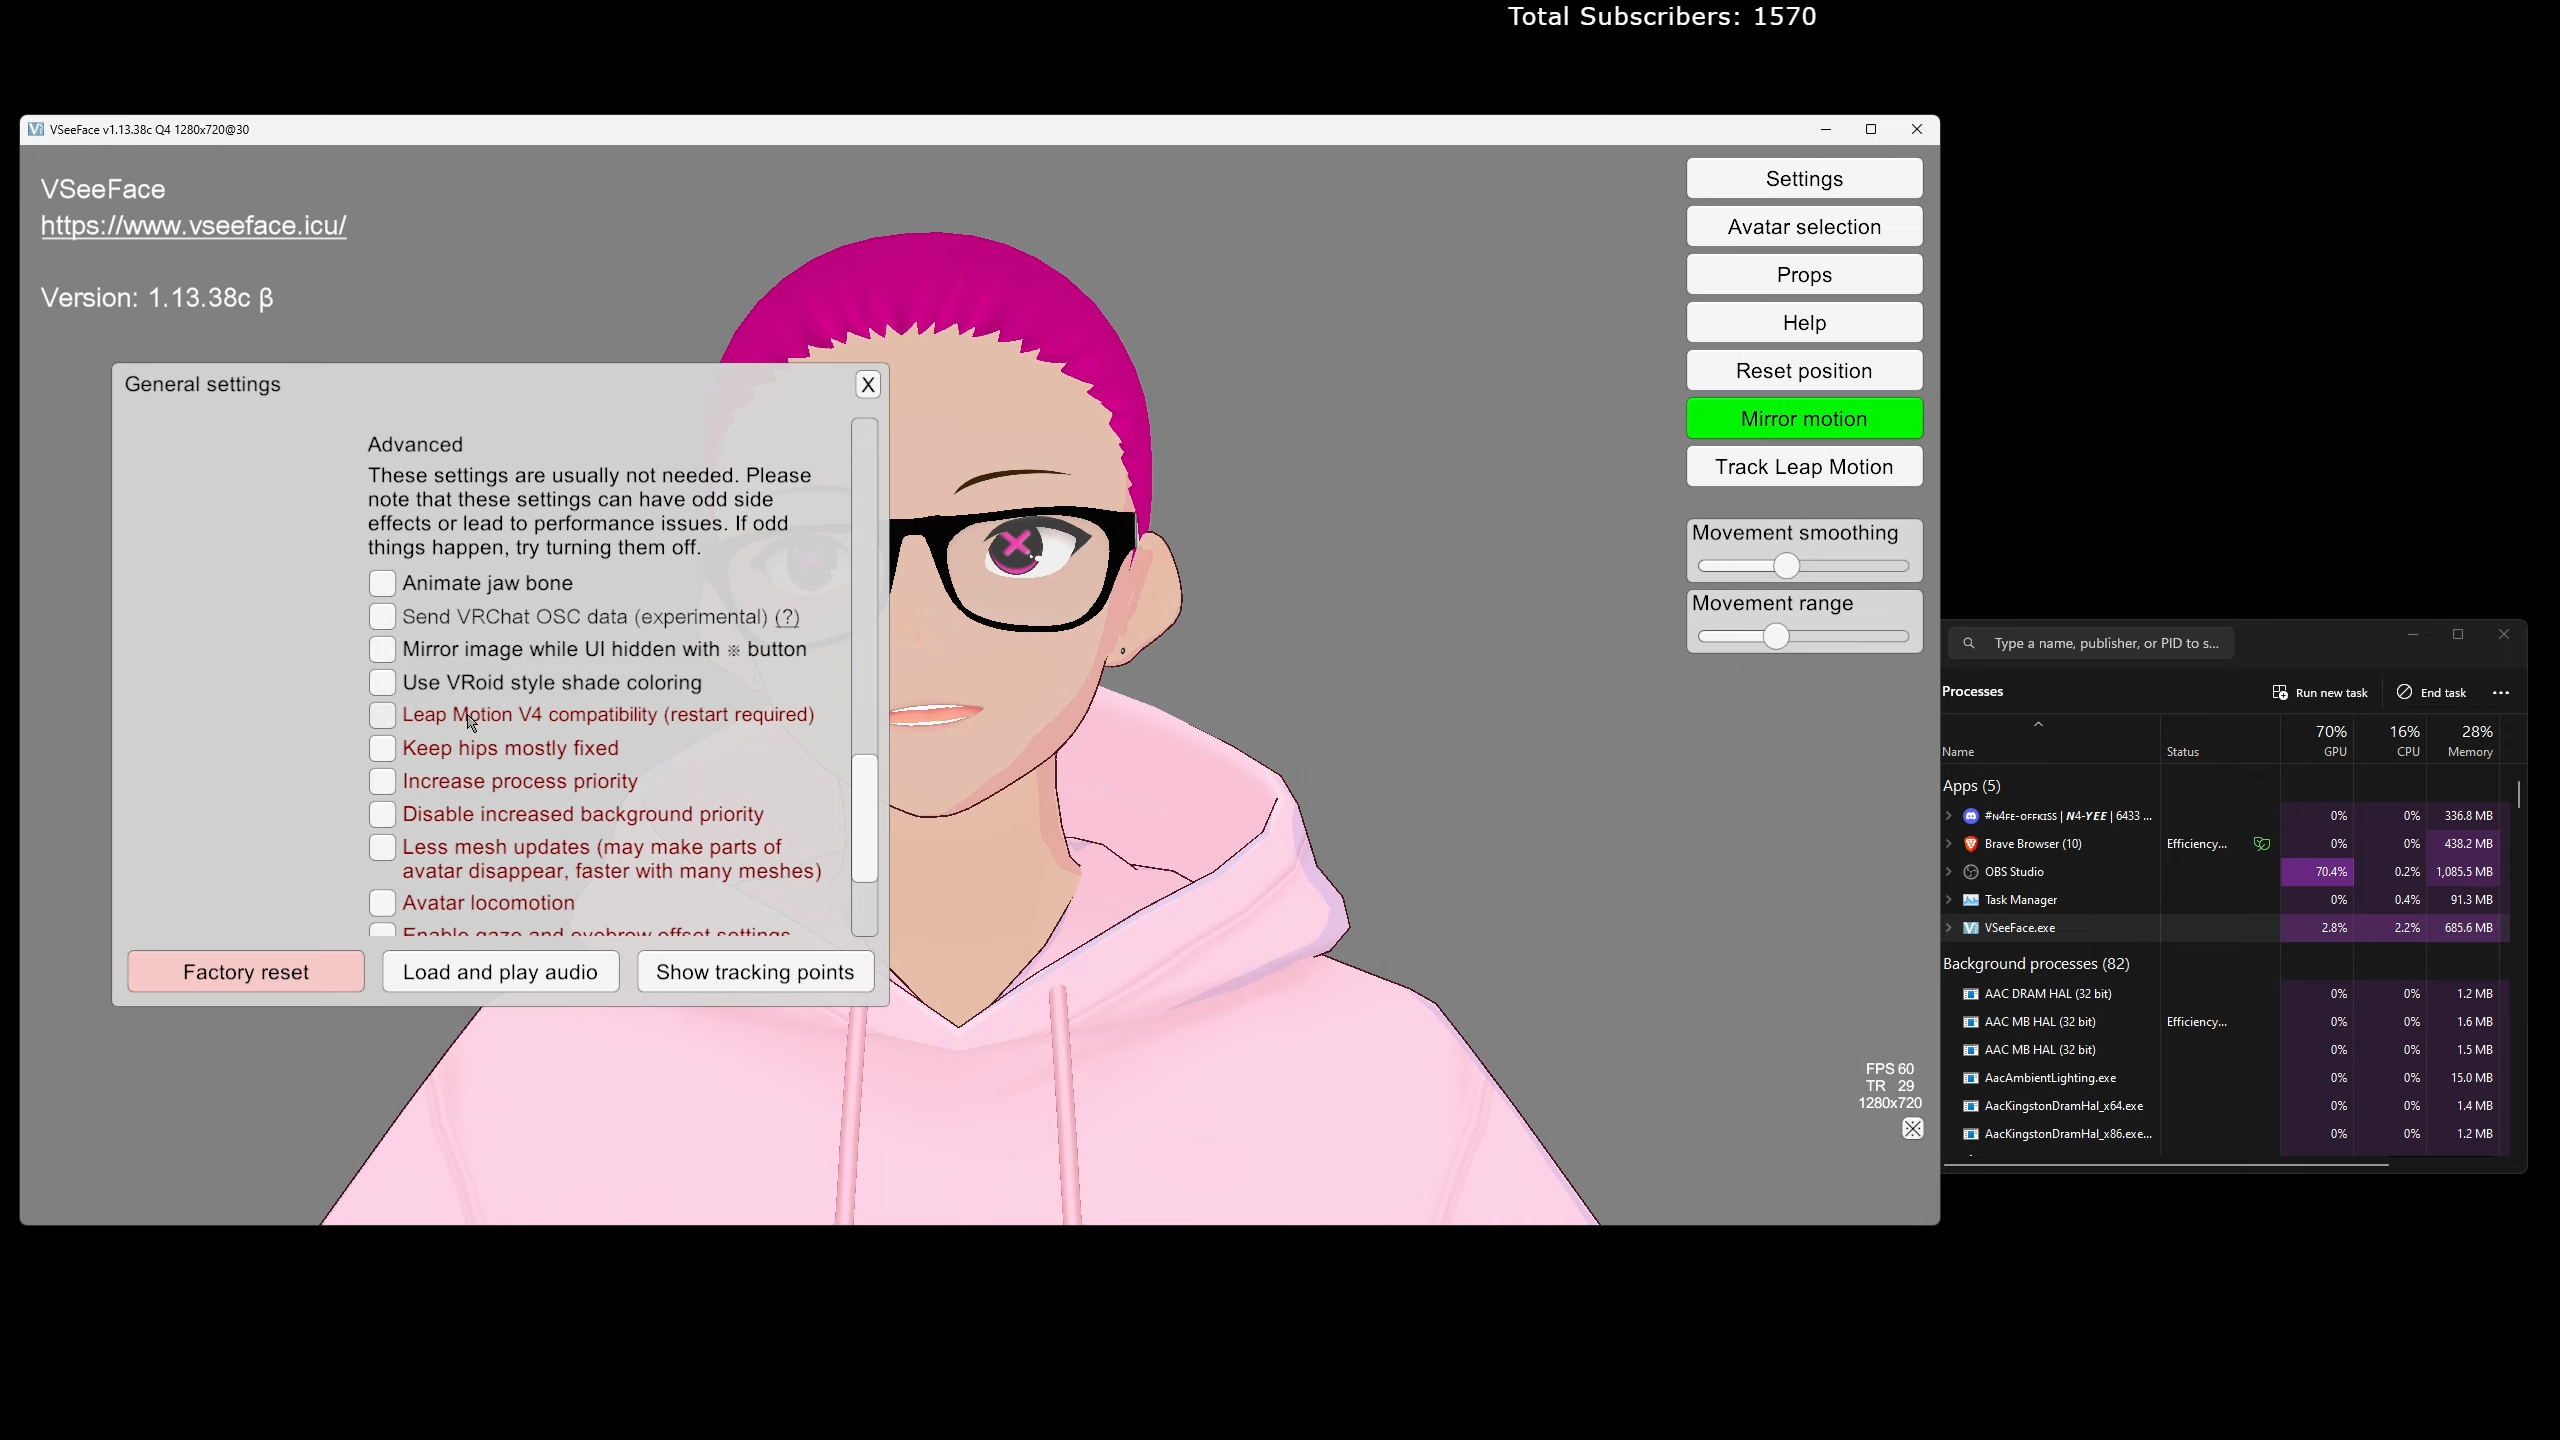 Total Subscribers: 1570
VSeeFace v1.13.38c Q4 1280x720@30
VSeeFace
https://www.vseeface.icu/
Version: 1.13.38c β
Settings
Avatar selection
Props
Help
Reset position
Mirror motion
Track Leap Motion
Movement smoothing
Movement range
General settings
X
Advanced
These settings are usually not needed. Please
note that these settings can have odd side
effects or lead to performance issues. If odd
things happen, try turning them off.
Animate jaw bone
Send VRChat OSC data (experimental) (?)
Mirror image while UI hidden with ※ button
Use VRoid style shade coloring
Leap Motion V4 compatibility (restart required)
Keep hips mostly fixed
Increase process priority
Disable increased background priority
Less mesh updates (may make parts of
avatar disappear, faster with many meshes)
Avatar locomotion
Enable gaze and eyebrow offset settings
Factory reset
Load and play audio
Show tracking points
FPS 60
TR 29
1280x720
※
Type a name, publisher, or PID to s...
Processes
Run new task
End task
70% 16% 28%
Name Status GPU CPU Memory
Apps (5)
#ɴ4ꜰᴇ-ᴏꜰꜰᴋɪꜱꜱ | N4-YEE | 6433 ... 0% 0% 336.8 MB
Brave Browser (10) Efficiency... 0% 0% 438.2 MB
OBS Studio 70.4% 0.2% 1,085.5 MB
Task Manager 0% 0.4% 91.3 MB
VSeeFace.exe 2.8% 2.2% 685.6 MB
Background processes (82)
AAC DRAM HAL (32 bit) 0% 0% 1.2 MB
AAC MB HAL (32 bit) Efficiency... 0% 0% 1.6 MB
AAC MB HAL (32 bit) 0% 0% 1.5 MB
AacAmbientLighting.exe 0% 0% 15.0 MB
AacKingstonDramHal_x64.exe 0% 0% 1.4 MB
AacKingstonDramHal_x86.exe... 0% 0% 1.2 MB